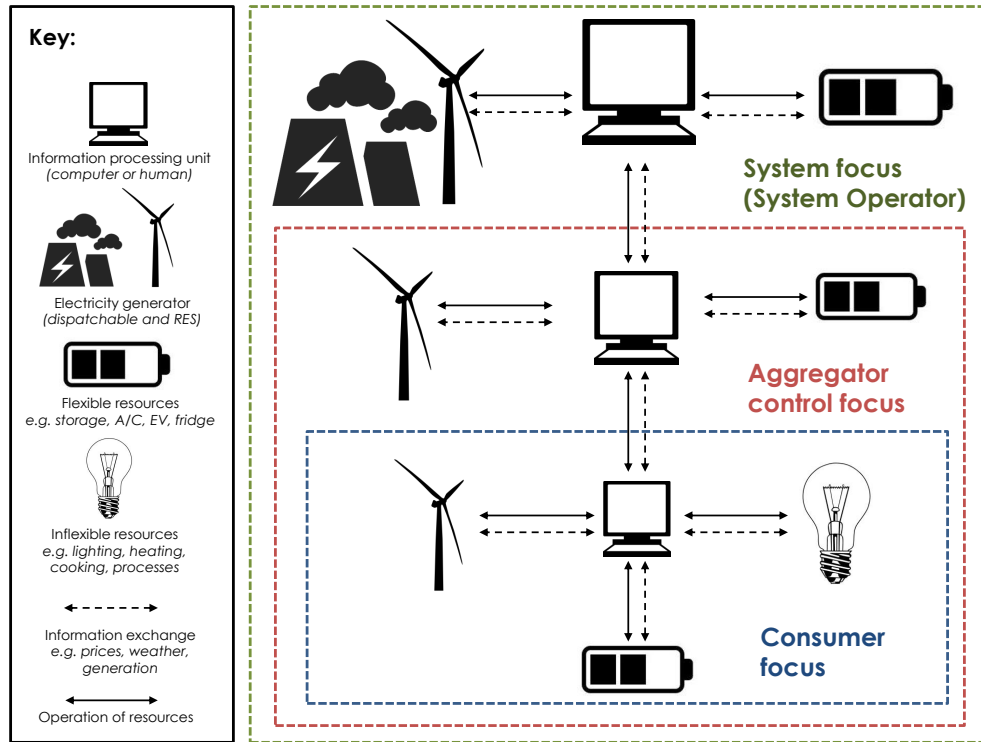 Key:
Information processing unit
(computer or human)
Electricity generator
(dispatchable and RES)
Flexible resources
e.g. storage, A/C, EV, fridge
Inflexible resources
e.g. lighting, heating,
cooking, processes
Information exchange
e.g. prices, weather,
generation
Operation of resources
System focus
(System Operator)
Aggregator
control focus
Consumer
focus